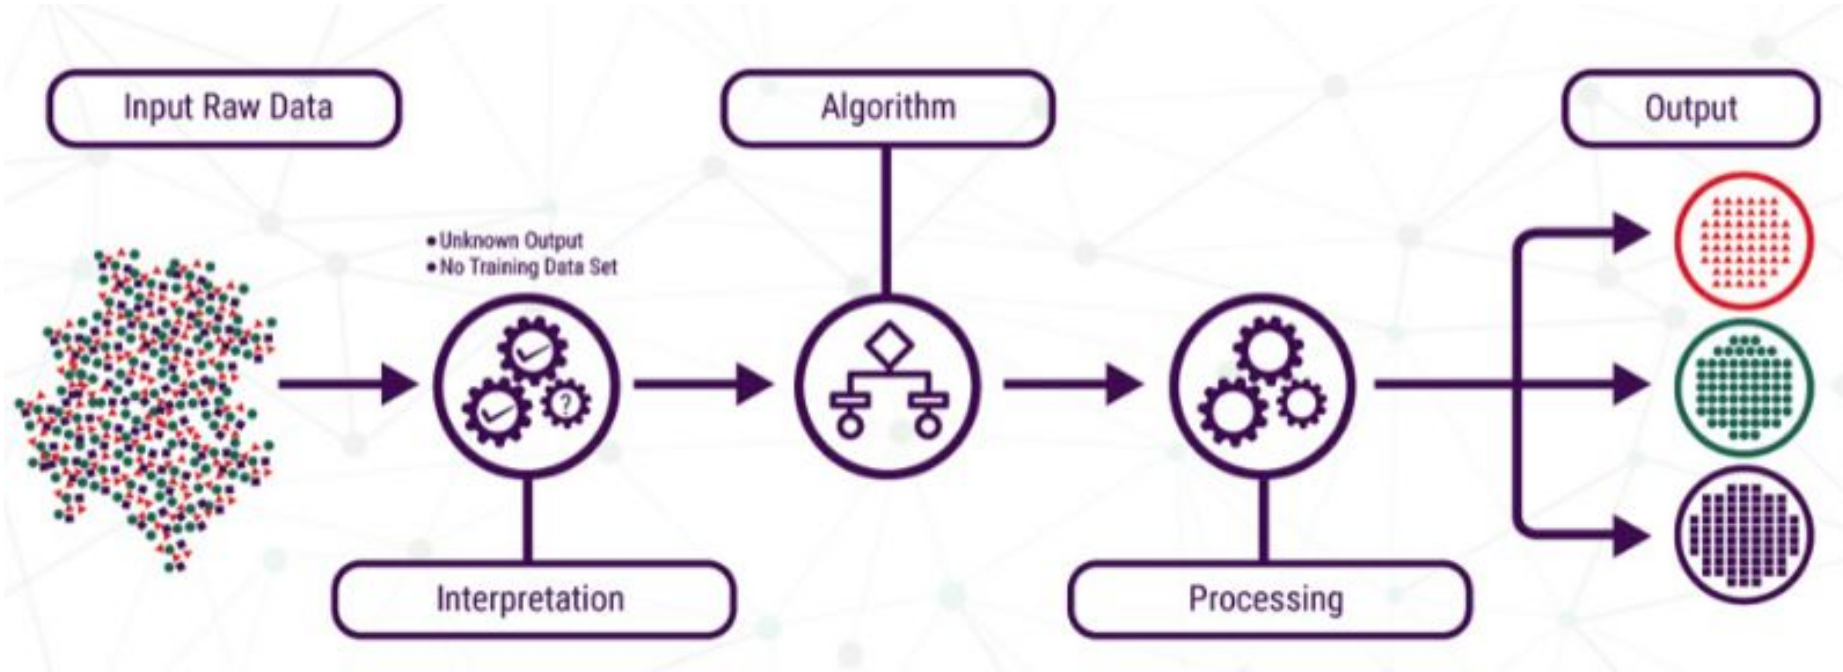 Input Raw Data
Algorithm
Output
• Unknown Output
• No Training Data Set
?
Interpretation
Processing